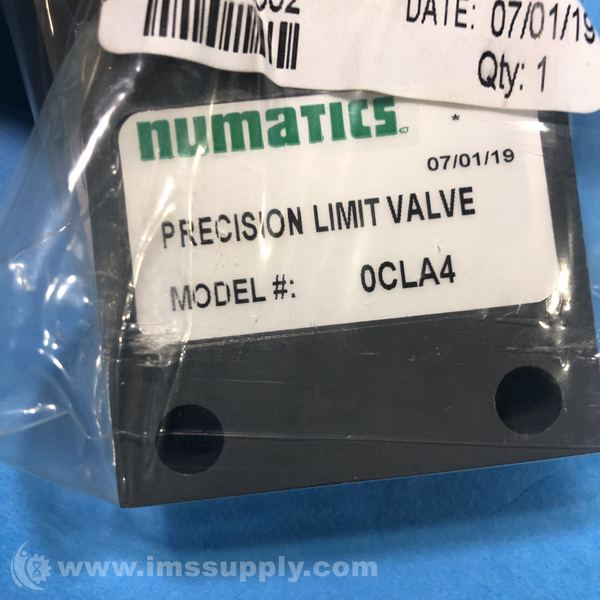 DATE: 07/01/19
Qty: 1
numatics
*
07/01/19
PRECISION LIMIT VALVE
MODEL #: 0CLA4
www.imssupply.com